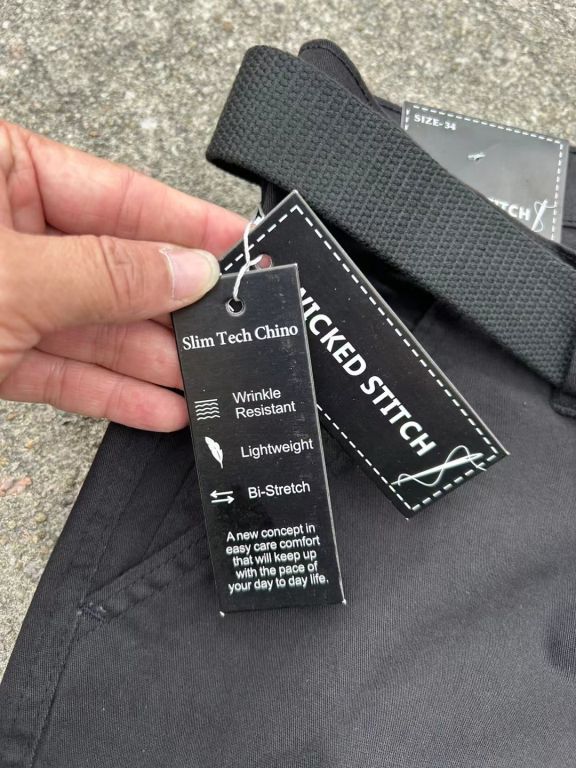 SIZE-34
STITCH
WICKED STITCH
Slim Tech Chino
Wrinkle
Resistant
Lightweight
Bi-Stretch
A new concept in
easy care comfort
that will keep up
with the pace of
your day to day life.